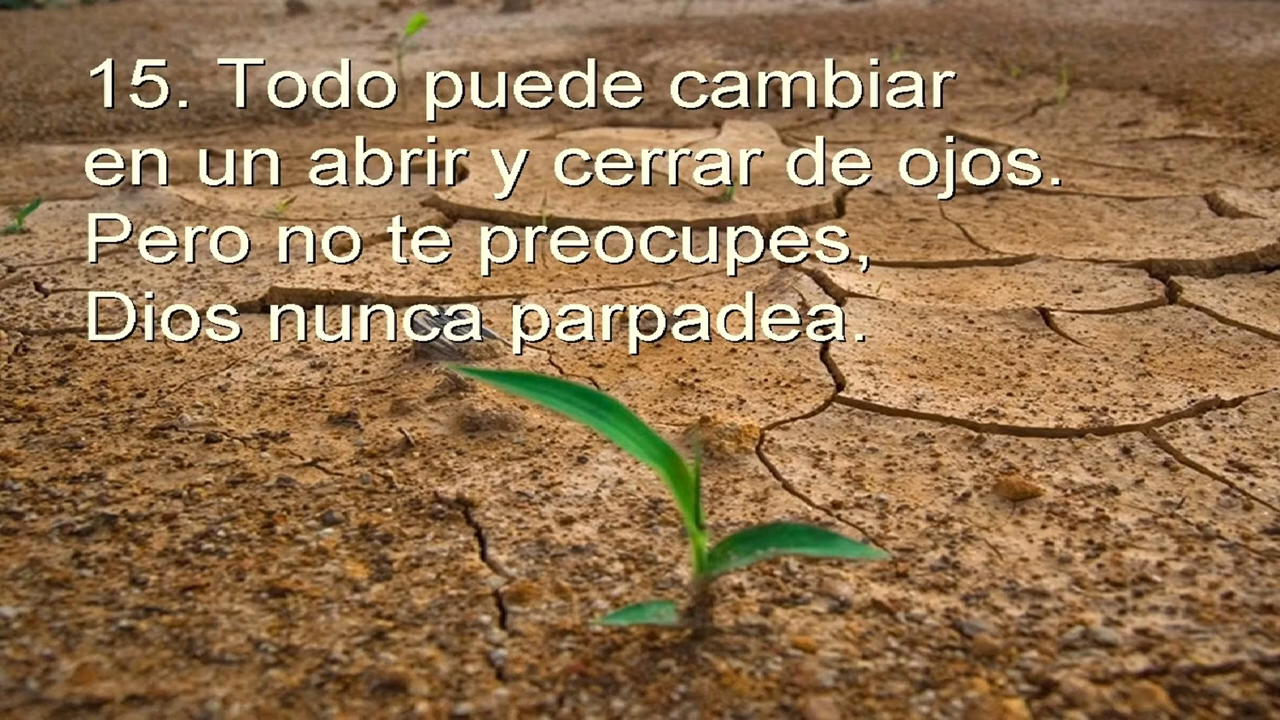 15. Todo puede cambiar
en un abrir y cerrar de ojos.
Pero no te preocupes,
Dios nunca parpadea.